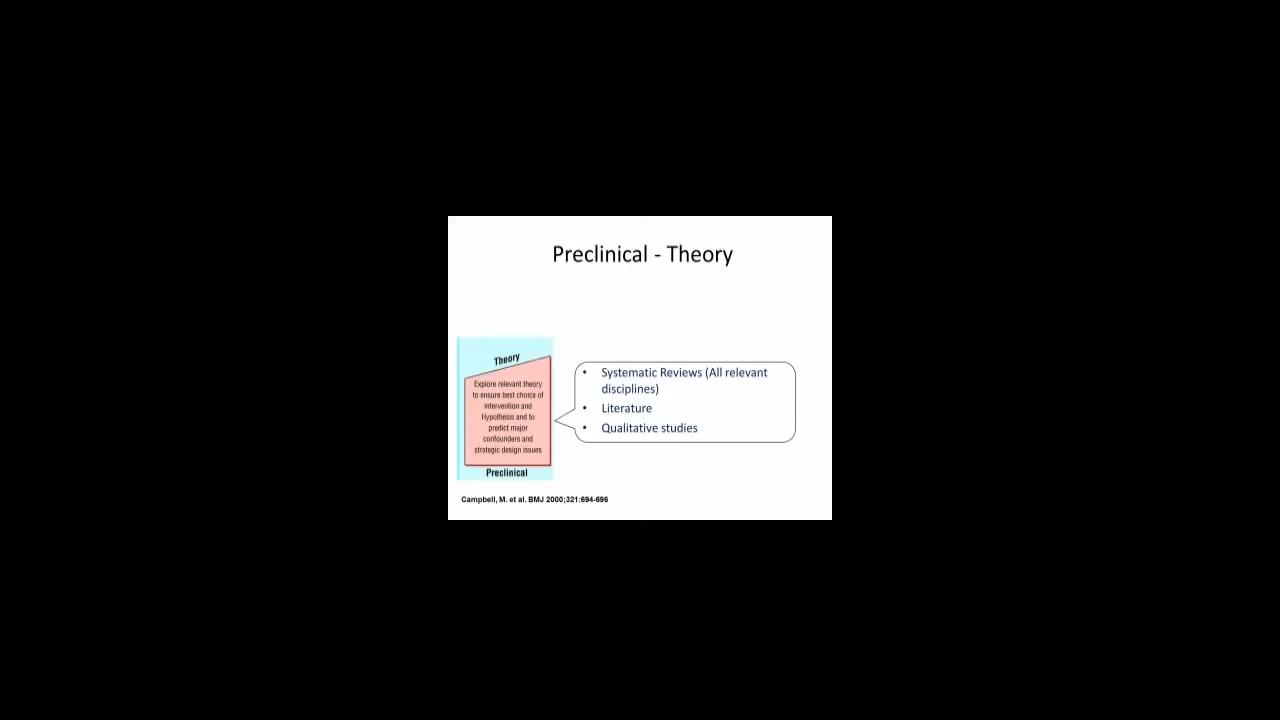 Preclinical - Theory
Theory
Explore relevant theory
to ensure best choice of
intervention and
Hypothesis and to
predict major
confounders and
strategic design issues
Preclinical
• Systematic Reviews (All relevant
disciplines)
• Literature
• Qualitative studies
Campbell, M. et al. BMJ 2000;321:694-696